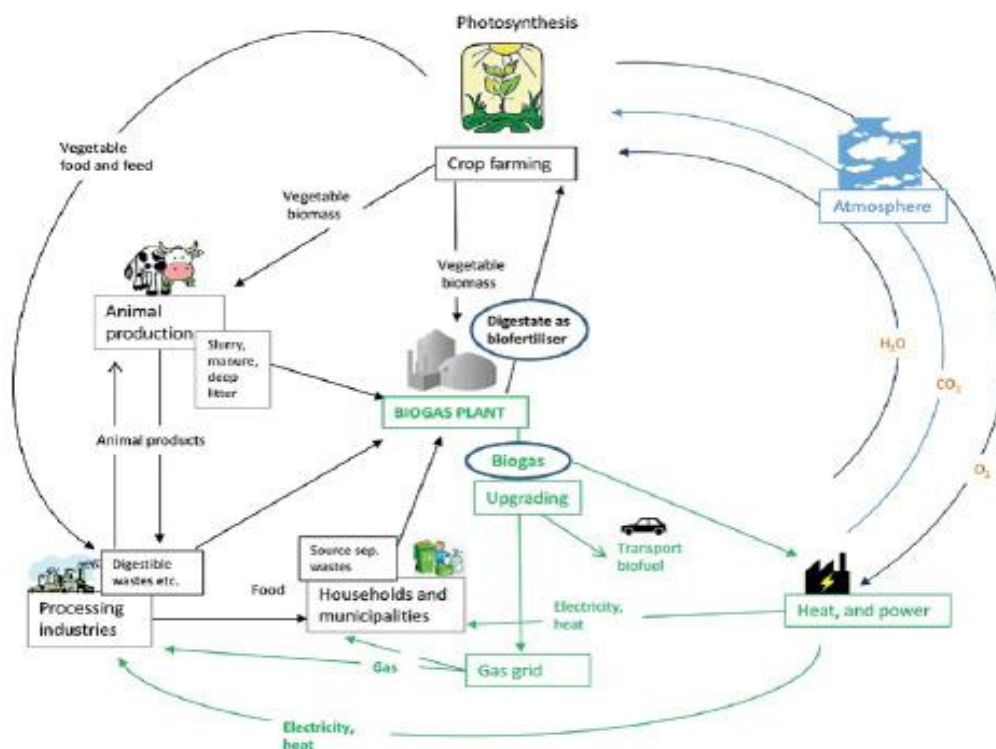 Photosynthesis
Vegetable
food and feed
Crop farming
Vegetable
biomass
Atmosphere
Vegetable
biomass
Animal
production
Slurry,
manure,
deep
litter
Digestate as
biofertiliser
H₂O
CO₂
O₂
BIOGAS PLANT
Animal products
Biogas
Upgrading
Transport
biofuel
Digestible
wastes etc.
Processing
industries
Food
Source sep.
wastes
Households and
municipalities
Electricity,
heat
Heat, and power
Gas
Gas grid
Electricity,
heat